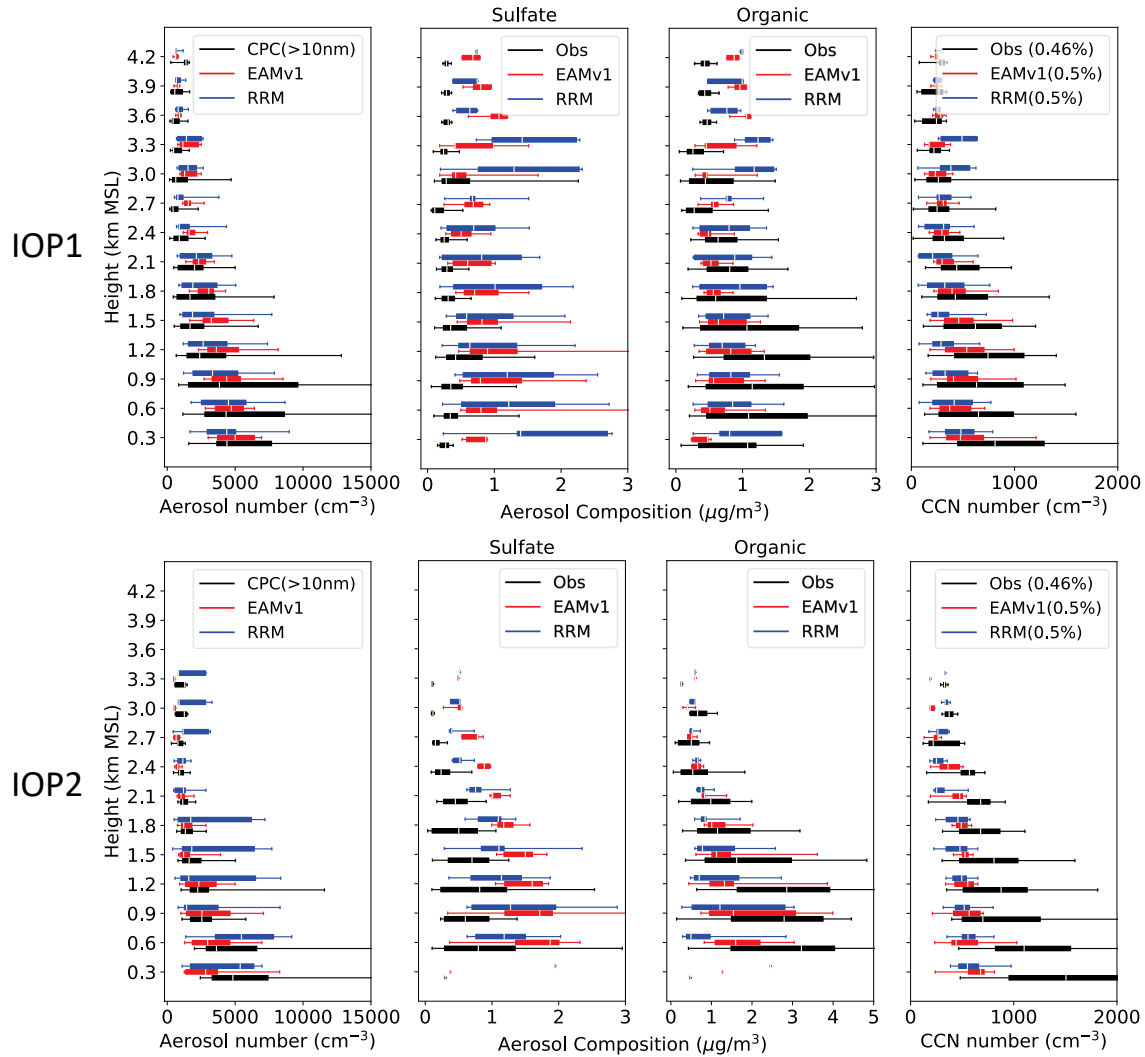 Sulfate
Organic
CPC(>10nm)
EAMv1
RRM
Obs
EAMv1
RRM
Obs
EAMv1
RRM
Obs (0.46%)
EAMv1(0.5%)
RRM(0.5%)
IOP1
Height (km MSL)
4.2
3.9
3.6
3.3
3.0
2.7
2.4
2.1
1.8
1.5
1.2
0.9
0.6
0.3
0 5000 10000 15000
0 1 2 3
0 1 2 3
0 1000 2000
Aerosol number (cm⁻³)
Aerosol Composition (μg/m³)
CCN number (cm⁻³)
Sulfate
Organic
CPC(>10nm)
EAMv1
RRM
Obs
EAMv1
RRM
Obs
EAMv1
RRM
Obs (0.46%)
EAMv1(0.5%)
RRM(0.5%)
IOP2
Height (km MSL)
4.2
3.9
3.6
3.3
3.0
2.7
2.4
2.1
1.8
1.5
1.2
0.9
0.6
0.3
0 5000 10000 15000
0 1 2 3
0 1 2 3 4 5
0 1000 2000
Aerosol number (cm⁻³)
Aerosol Composition (μg/m³)
CCN number (cm⁻³)